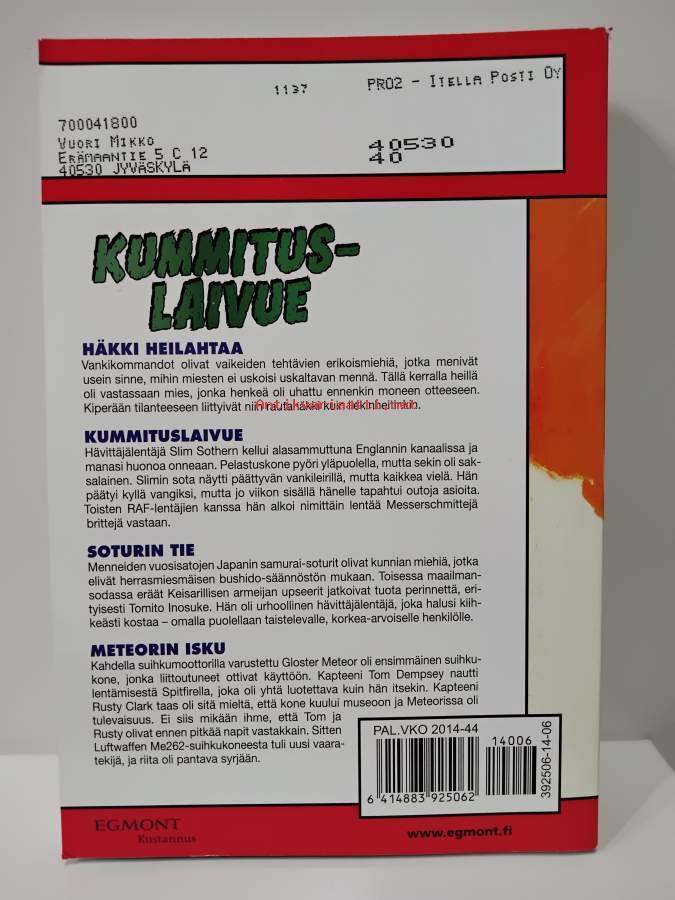 1137
PRO2 - ITELLA POSTI OY
700041800
VUORI MIKKO
ERÄMAANTIE 5 C 12
40530 JYVÄSKYLÄ
40530
40
KUMMITUS-
LAIVUE
HÄKKI HEILAHTAA
Vankikommandot olivat vaikeiden tehtävien erikoismiehiä, jotka menivät
usein sinne, mihin miesten ei uskoisi uskaltavan mennä. Tällä kerralla heillä
oli vastassaan mies, jonka henkeä oli uhattu ennenkin moneen otteeseen.
Kiperään tilanteeseen liittyivät niin rautahäkki kuin
KUMMITUSLAIVUE
Hävittäjälentäjä Slim Sothern kellui alasammuttuna Englannin kanaalissa ja
manasi huonoa onneaan. Pelastuskone pyöri yläpuolella, mutta sekin oli sak-
salainen. Slimin sota näytti päättyvän vankileirillä, mutta kaikkea vielä. Hän
päätyi kyllä vangiksi, mutta jo viikon sisällä hänelle tapahtui outoja asioita.
Toisten RAF-lentäjien kanssa hän alkoi nimittäin lentää Messerschmittejä
brittejä vastaan.
SOTURIN TIE
Menneiden vuosisatojen Japanin samurai-soturit olivat kunnian miehiä, jotka
elivät herrasmiesmäisen bushido-säännöstön mukaan. Toisessa maailman-
sodassa eräät Keisarillisen armeijan upseerit jatkoivat tuota perinnettä, eri-
tyisesti Tomito Inosuke. Hän oli urhoollinen hävittäjälentäjä, joka halusi kiih-
keästi kostaa – omalla puolellaan taistelevalle, korkea-arvoiselle henkilölle.
METEORIN ISKU
Kahdella suihkumoottorilla varustettu Gloster Meteor oli ensimmäinen suihku-
kone, jonka liittoutuneet ottivat käyttöön. Kapteeni Tom Dempsey nautti
lentämisestä Spitfirella, joka oli yhtä luotettava kuin hän itsekin. Kapteeni
Rusty Clark taas oli sitä mieltä, että kone kuului museoon ja Meteorissa oli
tulevaisuus. Ei siis mikään ihme, että Tom ja
Rusty olivat ennen pitkää napit vastakkain. Sitten
Luftwaffen Me262-suihkukoneesta tuli uusi vaara-
tekijä, ja riita oli pantava syrjään.
PAL.VKO 2014-44
14006
6 414883 925062
392506-14-06
EGMONT
Kustannus
www.egmont.fi